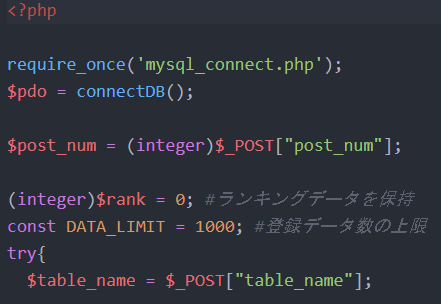 <?php
require_once('mysql_connect.php');
$pdo = connectDB();
$post_num = (integer)$_POST["post_num"];
(integer)$rank = 0; #ランキングデータを保持
const DATA_LIMIT = 1000; #登録データ数の上限
try{
$table_name = $_POST["table_name"];